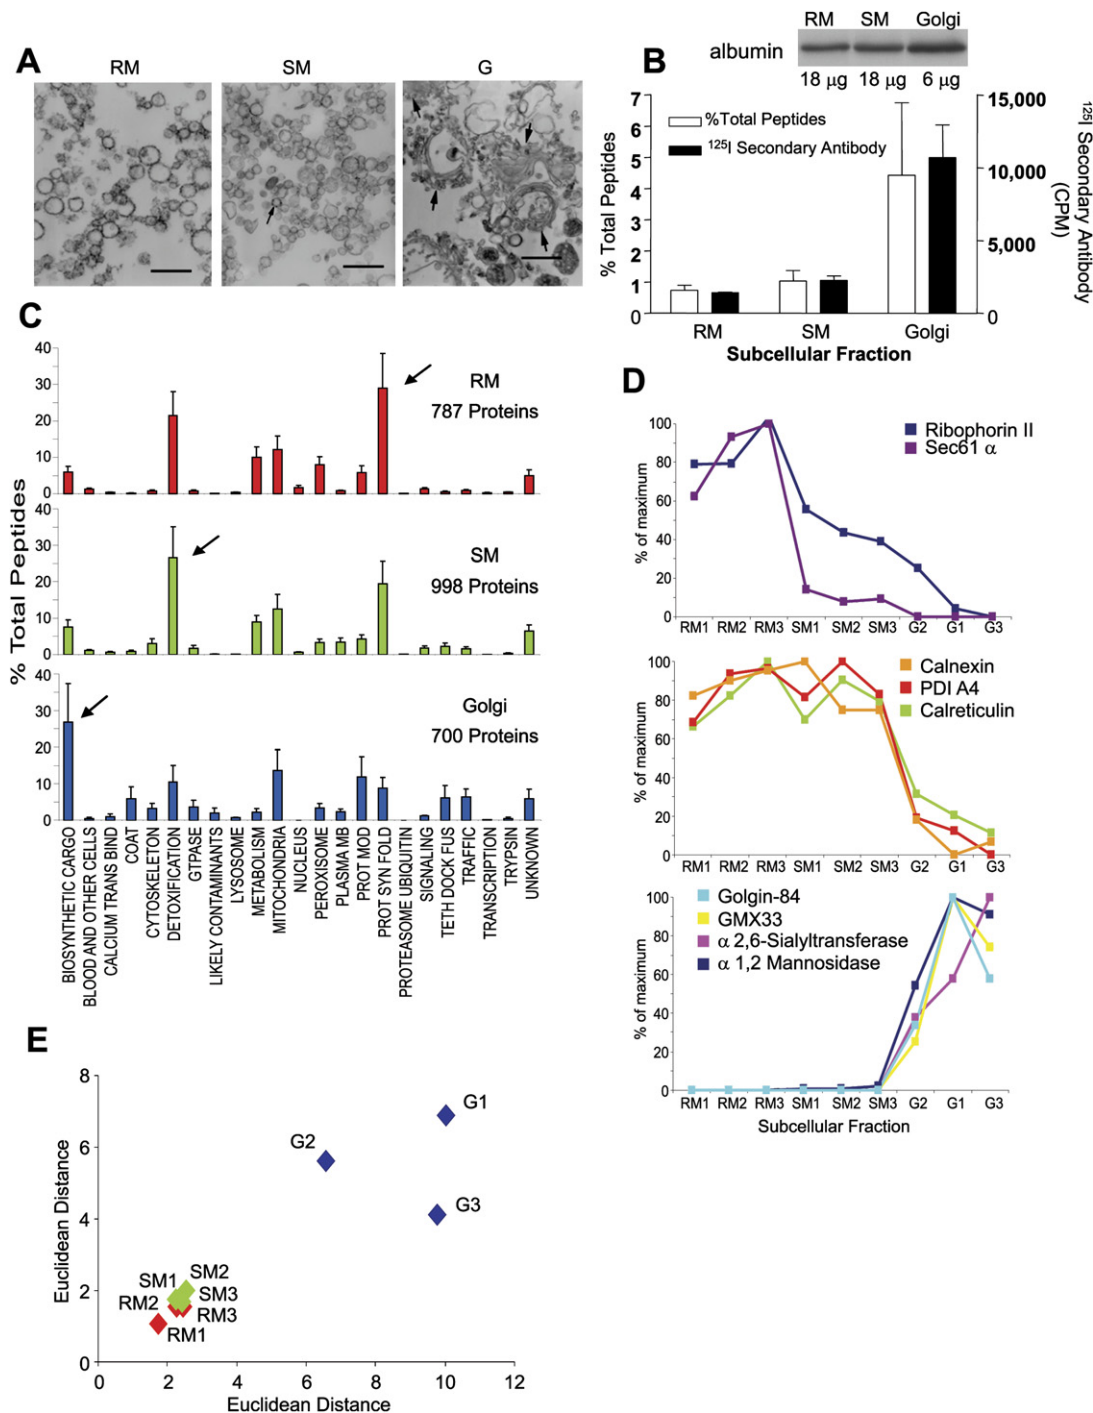 A
RM
SM
G
B
RM SM Golgi
albumin
18 μg 18 μg 6 μg
7
6
5
4
3
2
1
0
% Total Peptides
%Total Peptides
¹²⁵I Secondary Antibody
15,000
10,000
5,000
0
¹²⁵I Secondary Antibody
(CPM)
RM SM Golgi
Subcellular Fraction
C
% Total Peptides
40
30
20
10
0
RM
787 Proteins
40
30
20
10
0
SM
998 Proteins
40
30
20
10
0
Golgi
700 Proteins
BIOSYNTHETIC CARGO
BLOOD AND OTHER CELLS
CALCIUM TRANS BIND
COAT
CYTOSKELETON
DETOXIFICATION
GTPASE
LIKELY CONTAMINANTS
LYSOSOME
METABOLISM
MITOCHONDRIA
NUCLEUS
PEROXISOME
PLASMA MB
PROT MOD
PROT SYN FOLD
PROTEASOME UBIQUITIN
SIGNALING
TETH DOCK FUS
TRAFFIC
TRANSCRIPTION
TRYPSIN
UNKNOWN
D
% of maximum
100
80
60
40
20
0
Ribophorin II
Sec61 α
RM1 RM2 RM3 SM1 SM2 SM3 G2 G1 G3
% of maximum
100
80
60
40
20
0
Calnexin
PDI A4
Calreticulin
RM1 RM2 RM3 SM1 SM2 SM3 G2 G1 G3
% of maximum
100
80
60
40
20
0
Golgin-84
GMX33
α 2,6-Sialyltransferase
α 1,2 Mannosidase
RM1 RM2 RM3 SM1 SM2 SM3 G2 G1 G3
Subcellular Fraction
E
Euclidean Distance
8
6
4
2
0
G1
G2
G3
SM2
SM1
SM3
RM2
RM3
RM1
0 2 4 6 8 10 12
Euclidean Distance